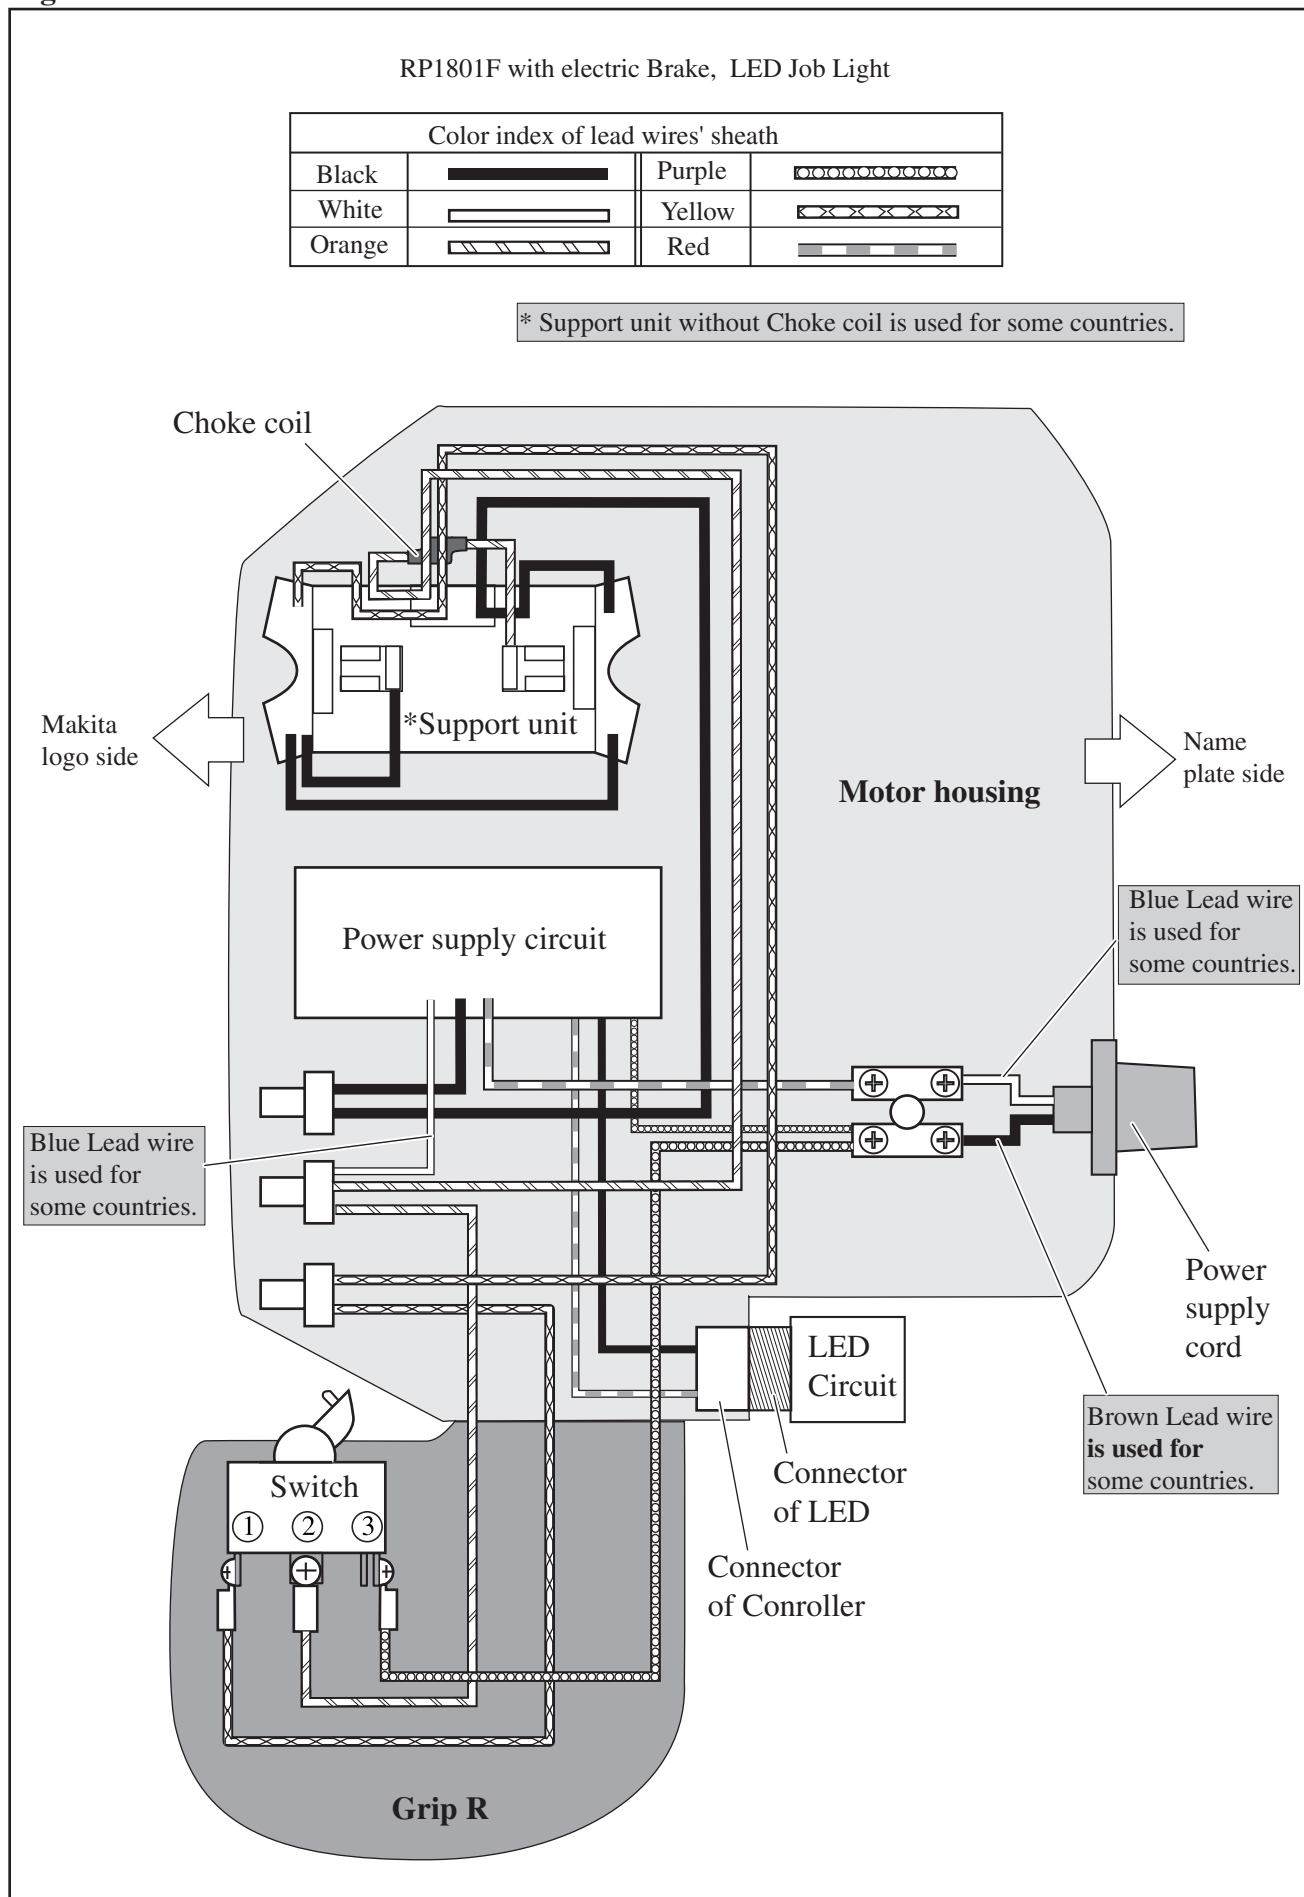 RP1801F with electric Brake, LED Job Light
Color index of lead wires' sheath
Black
Purple
White
Yellow
Orange
Red
* Support unit without Choke coil is used for some countries.
Choke coil
*Support unit
Makita
logo side
Name
plate side
Motor housing
Power supply circuit
Blue Lead wire
is used for
some countries.
Blue Lead wire
is used for
some countries.
Power
supply
cord
LED
Circuit
Brown Lead wire
is used for
some countries.
Connector
of LED
Connector
of Conroller
Switch
1 2 3
Grip R